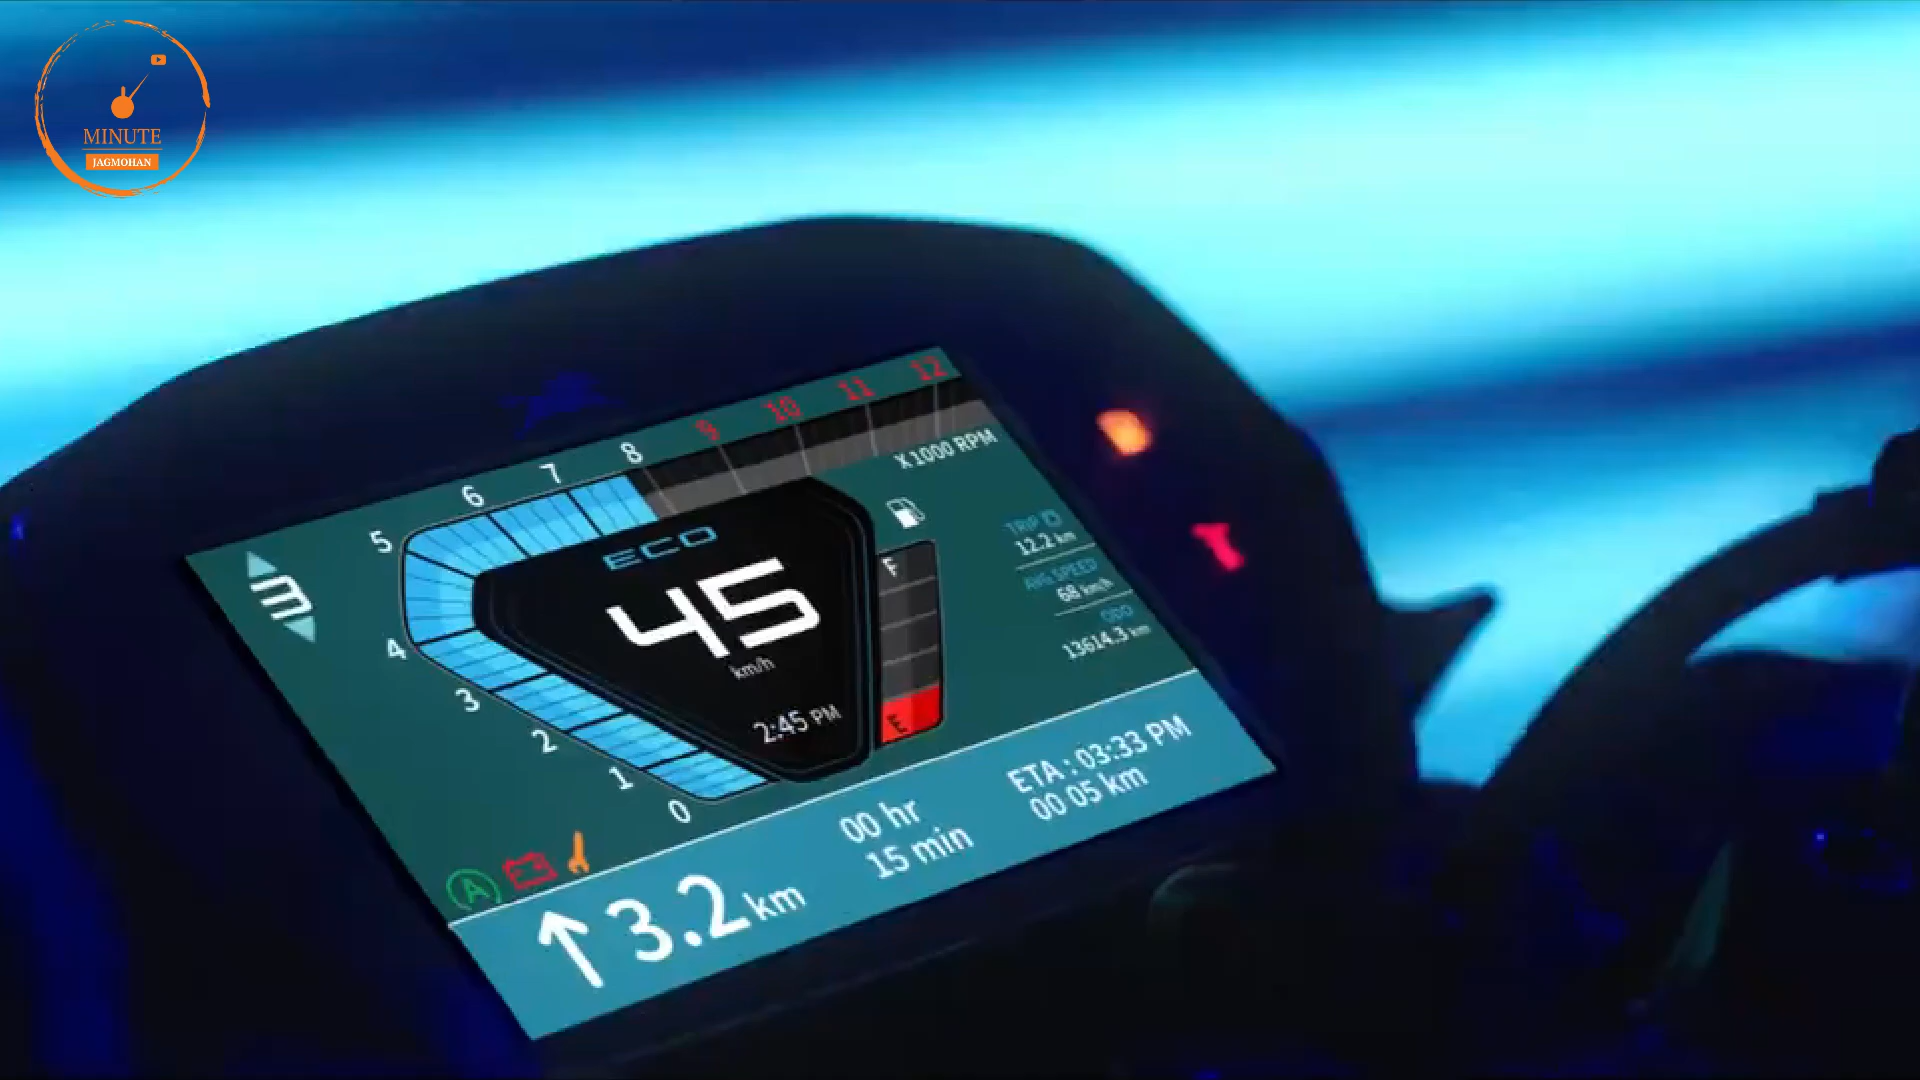 MINUTE
JAGMOHAN
5
6
7
8
9
10
11
12
X1000 RPM
4
3
2
1
0
ECO
45
km/h
2:45 PM
F
E
TRIP D
12.2 km
AVG SPEED
68 km/h
ODO
13614.3 km
A
3.2 km
00 hr
15 min
ETA : 03:33 PM
00 05 km